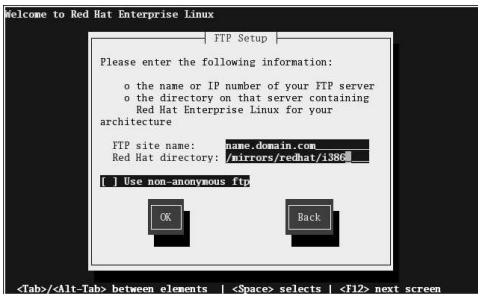 Welcome to Red Hat Enterprise Linux
FTP Setup
Please enter the following information:
o the name or IP number of your FTP server
o the directory on that server containing
Red Hat Enterprise Linux for your
architecture
FTP site name: name.domain.com
Red Hat directory: /mirrors/redhat/i386
[ ] Use non-anonymous ftp
OK Back
<Tab>/<Alt-Tab> between elements | <Space> selects | <F12> next screen